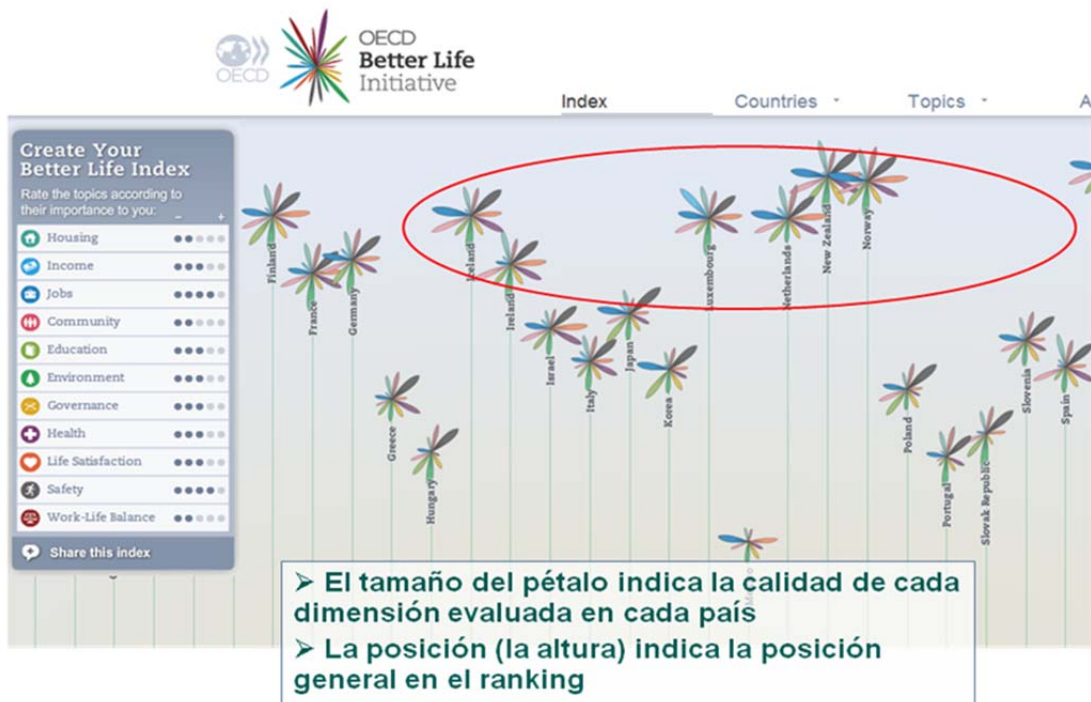 OECD
OECD
Better Life
Initiative
Index
Countries
Topics
A
Create Your
Better Life Index
Rate the topics according to
their importance to you:
- +
Housing
Income
Jobs
Community
Education
Environment
Governance
Health
Life Satisfaction
Safety
Work-Life Balance
Share this index
Finland
France
Germany
Greece
Hungary
Iceland
Ireland
Israel
Italy
Japan
Korea
Luxembourg
Netherlands
New Zealand
Norway
Poland
Portugal
Slovak Republic
Slovenia
Spain
➢ El tamaño del pétalo indica la calidad de cada
dimensión evaluada en cada país
➢ La posición (la altura) indica la posición
general en el ranking